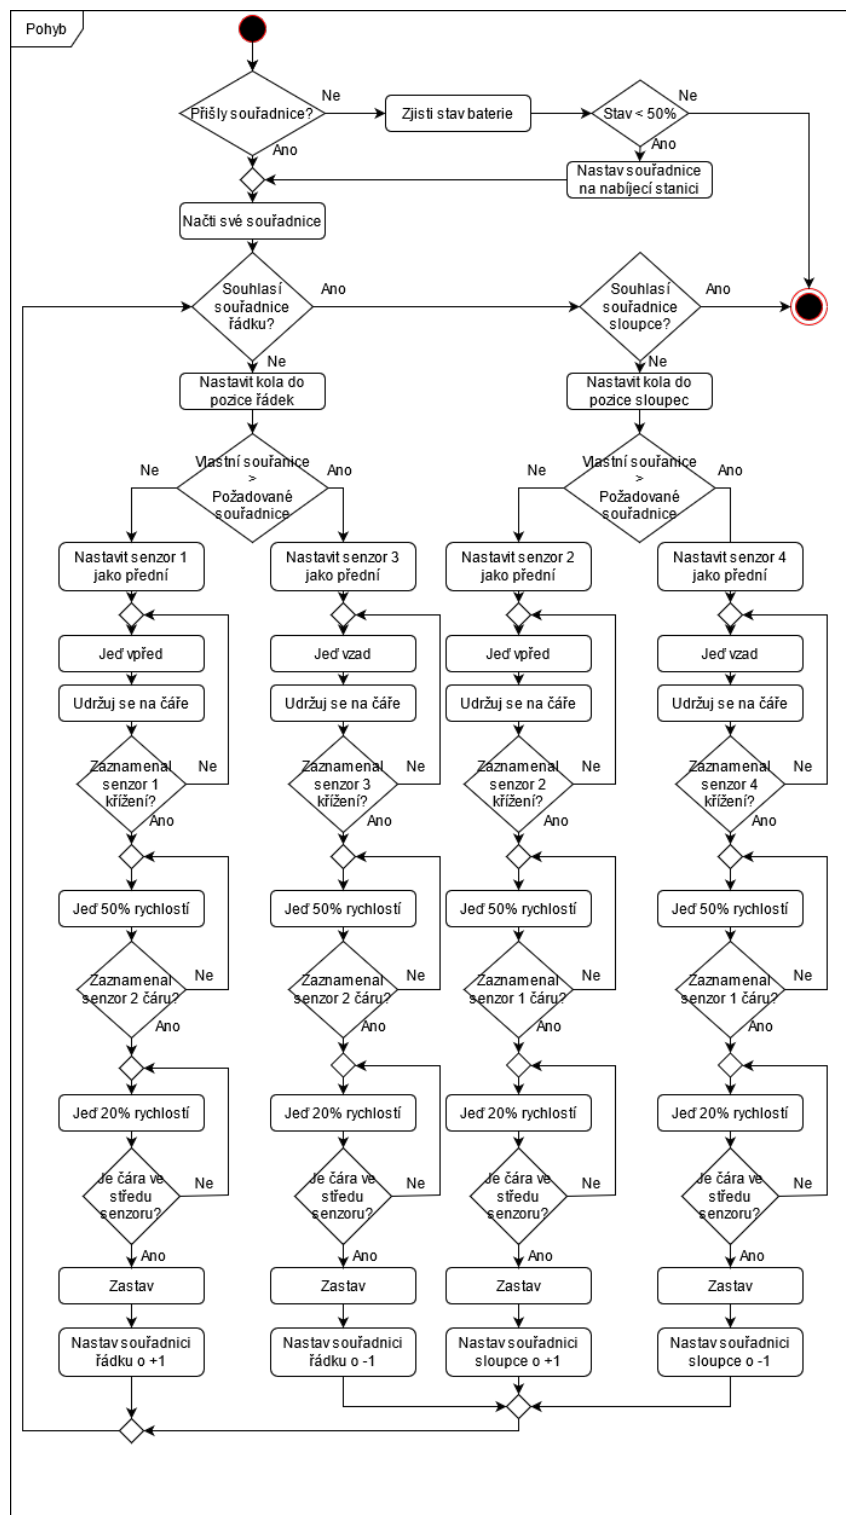 Pohyb
Přišly souřadnice?
Ne
Zjisti stav baterie
Stav < 50%
Ne
Ano
Ano
Nastav souřadnice
na nabíjecí stanici
Načti své souřadnice
Souhlasí
souřadnice
řádku?
Ano
Souhlasí
souřadnice
sloupce?
Ano
Ne
Ne
Nastavit kola do
pozice řádek
Nastavit kola do
pozice sloupec
Ne
Vlastní souřanice
>
Požadované
souřadnice
Ano
Ne
Vlastní souřanice
>
Požadované
souřadnice
Ano
Nastavit senzor 1
jako přední
Nastavit senzor 3
jako přední
Nastavit senzor 2
jako přední
Nastavit senzor 4
jako přední
Jeď vpřed
Jeď vzad
Jeď vpřed
Jeď vzad
Udržuj se na čáře
Udržuj se na čáře
Udržuj se na čáře
Udržuj se na čáře
Zaznamenal
senzor 1
křížení?
Ne
Zaznamenal
senzor 3
křížení?
Ne
Zaznamenal
senzor 2
křížení?
Ne
Zaznamenal
senzor 4
křížení?
Ne
Ano
Ano
Ano
Ano
Jeď 50% rychlostí
Jeď 50% rychlostí
Jeď 50% rychlostí
Jeď 50% rychlostí
Zaznamenal
senzor 2 čáru?
Ne
Zaznamenal
senzor 2 čáru?
Ne
Zaznamenal
senzor 1 čáru?
Ne
Zaznamenal
senzor 1 čáru?
Ne
Ano
Ano
Ano
Ano
Jeď 20% rychlostí
Jeď 20% rychlostí
Jeď 20% rychlostí
Jeď 20% rychlostí
Je čára ve
středu
senzoru?
Ne
Je čára ve
středu
senzoru?
Ne
Je čára ve
středu
senzoru?
Ne
Je čára ve
středu
senzoru?
Ne
Ano
Ano
Ano
Ano
Zastav
Zastav
Zastav
Zastav
Nastav souřadnici
řádku o +1
Nastav souřadnici
řádku o -1
Nastav souřadnici
sloupce o +1
Nastav souřadnici
sloupce o -1